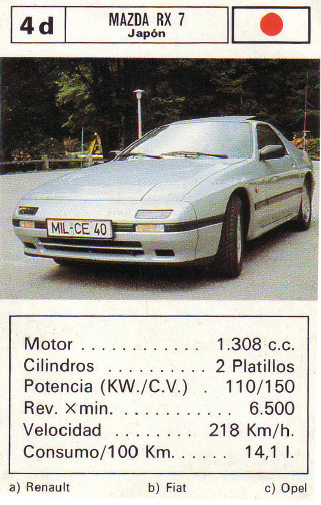 4d
MAZDA RX 7
Japón
MIL-CE 40
Motor . . . . . . . . . . . . 1.308 c.c.
Cilindros . . . . . . . . . . 2 Platillos
Potencia (KW./C.V.) . 110/150
Rev. × min. . . . . . . . . . . . 6.500
Velocidad . . . . . . . . 218 Km/h.
Consumo/100 Km. . . . . . 14,1 l.
a) Renault b) Fiat c) Opel